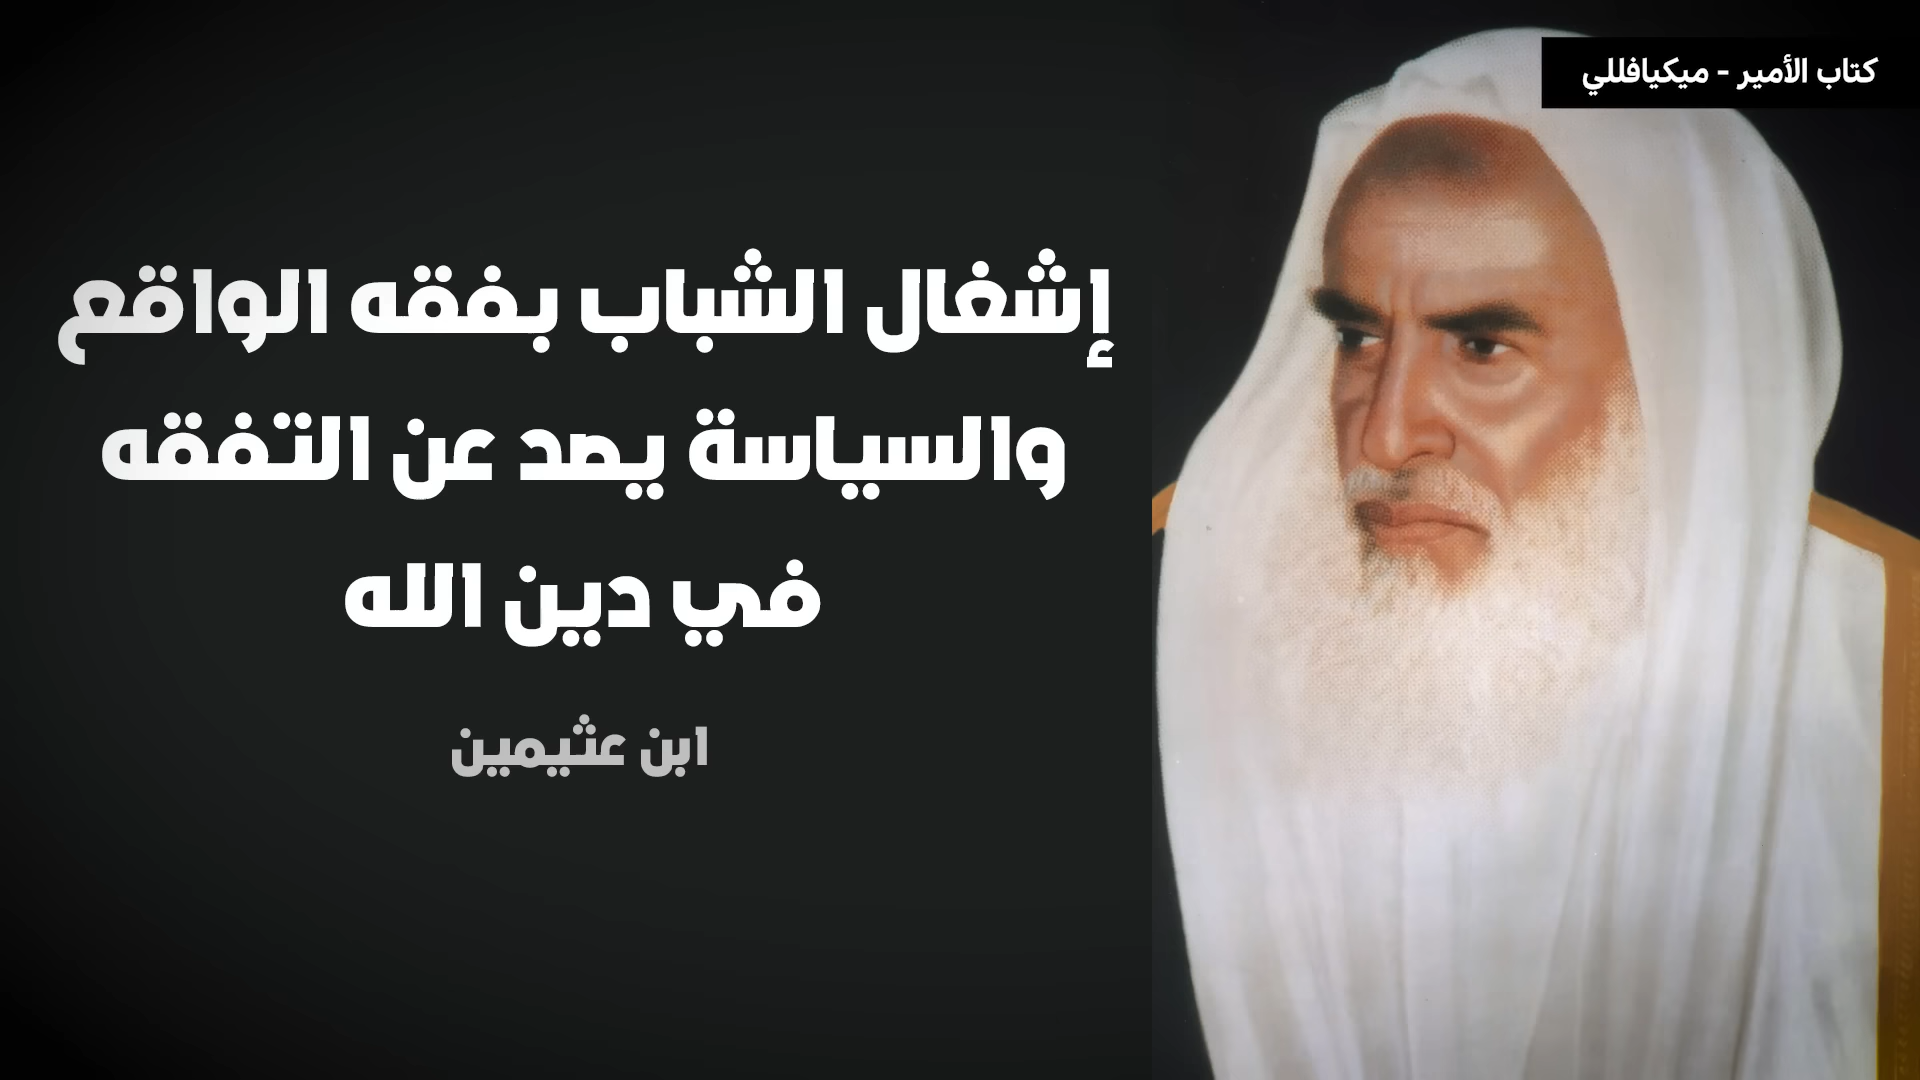 كتاب الأمير - ميكيافللي
إشغال الشباب بفقه الواقع
والسياسة يصد عن التفقه
في دين الله
ابن عثيمين